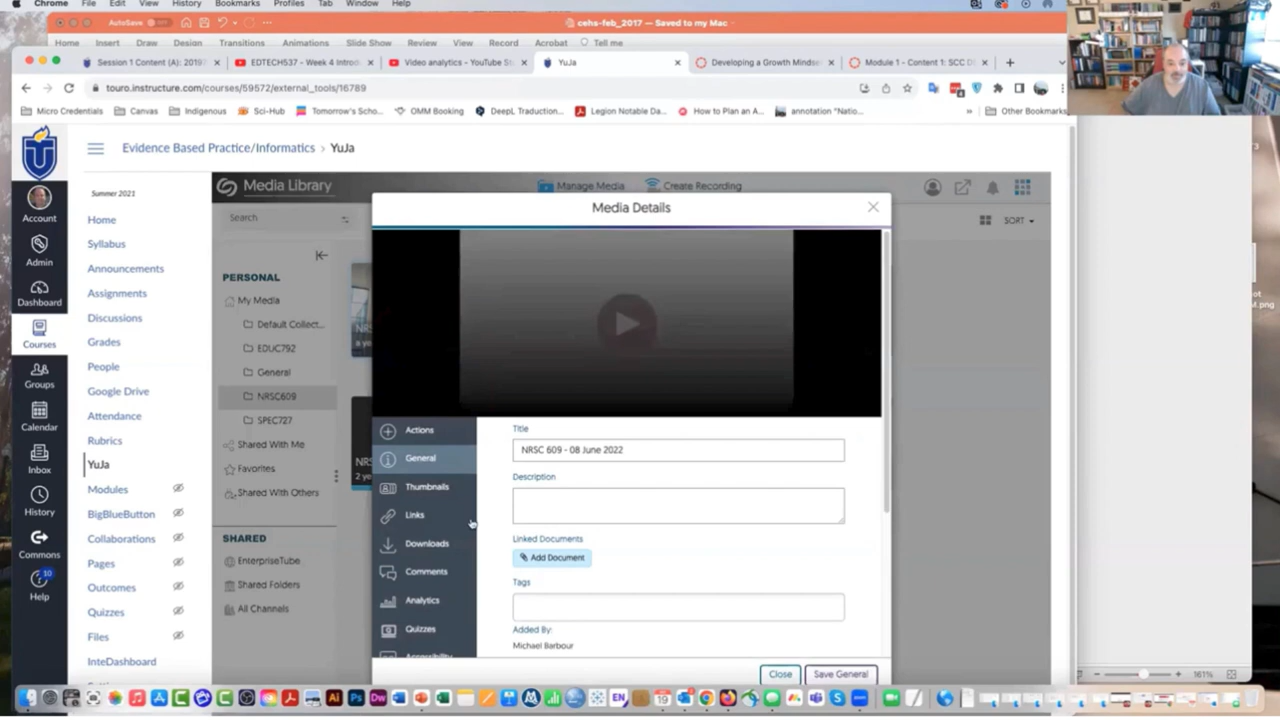 Chrome File Edit View History Bookmarks Profiles Tab Window Help
AutoSave cehs-feb_2017 — Saved to my Mac
Home Insert Draw Design Transitions Animations Slide Show Review View Record Acrobat Tell me
Session 1 Content (A): 2019 EDTECH537 - Week 4 Introd Video analytics - YouTube St YuJa Developing a Growth Mindse Module 1 - Content 1: SCC D
touro.instructure.com/courses/59572/external_tools/16789
Micro Credentials Canvas Indigenous Sci-Hub Tomorrow's Scho... OMM Booking DeepL Traduction... Legion Notable Da... How to Plan an A... annotation "Natio... » Other Bookmarks
Evidence Based Practice/Informatics › YuJa
Summer 2021
Home
Syllabus
Announcements
Assignments
Discussions
Grades
People
Google Drive
Attendance
Rubrics
YuJa
Modules
BigBlueButton
Collaborations
Pages
Outcomes
Quizzes
Files
InteDashboard
Account
Admin
Dashboard
Courses
Groups
Calendar
Inbox
History
Commons
10
Help
Media Library Manage Media Create Recording
Search
SORT
PERSONAL
My Media
Default Collect...
EDUC792
General
NRSC609
SPEC727
Shared With Me
Favorites
Shared With Others
SHARED
EnterpriseTube
Shared Folders
All Channels
Media Details
Actions
General
Thumbnails
Links
Downloads
Comments
Analytics
Quizzes
Accessibility
Title
NRSC 609 - 08 June 2022
Description
Linked Documents
Add Document
Tags
Added By:
Michael Barbour
Close Save General
161%